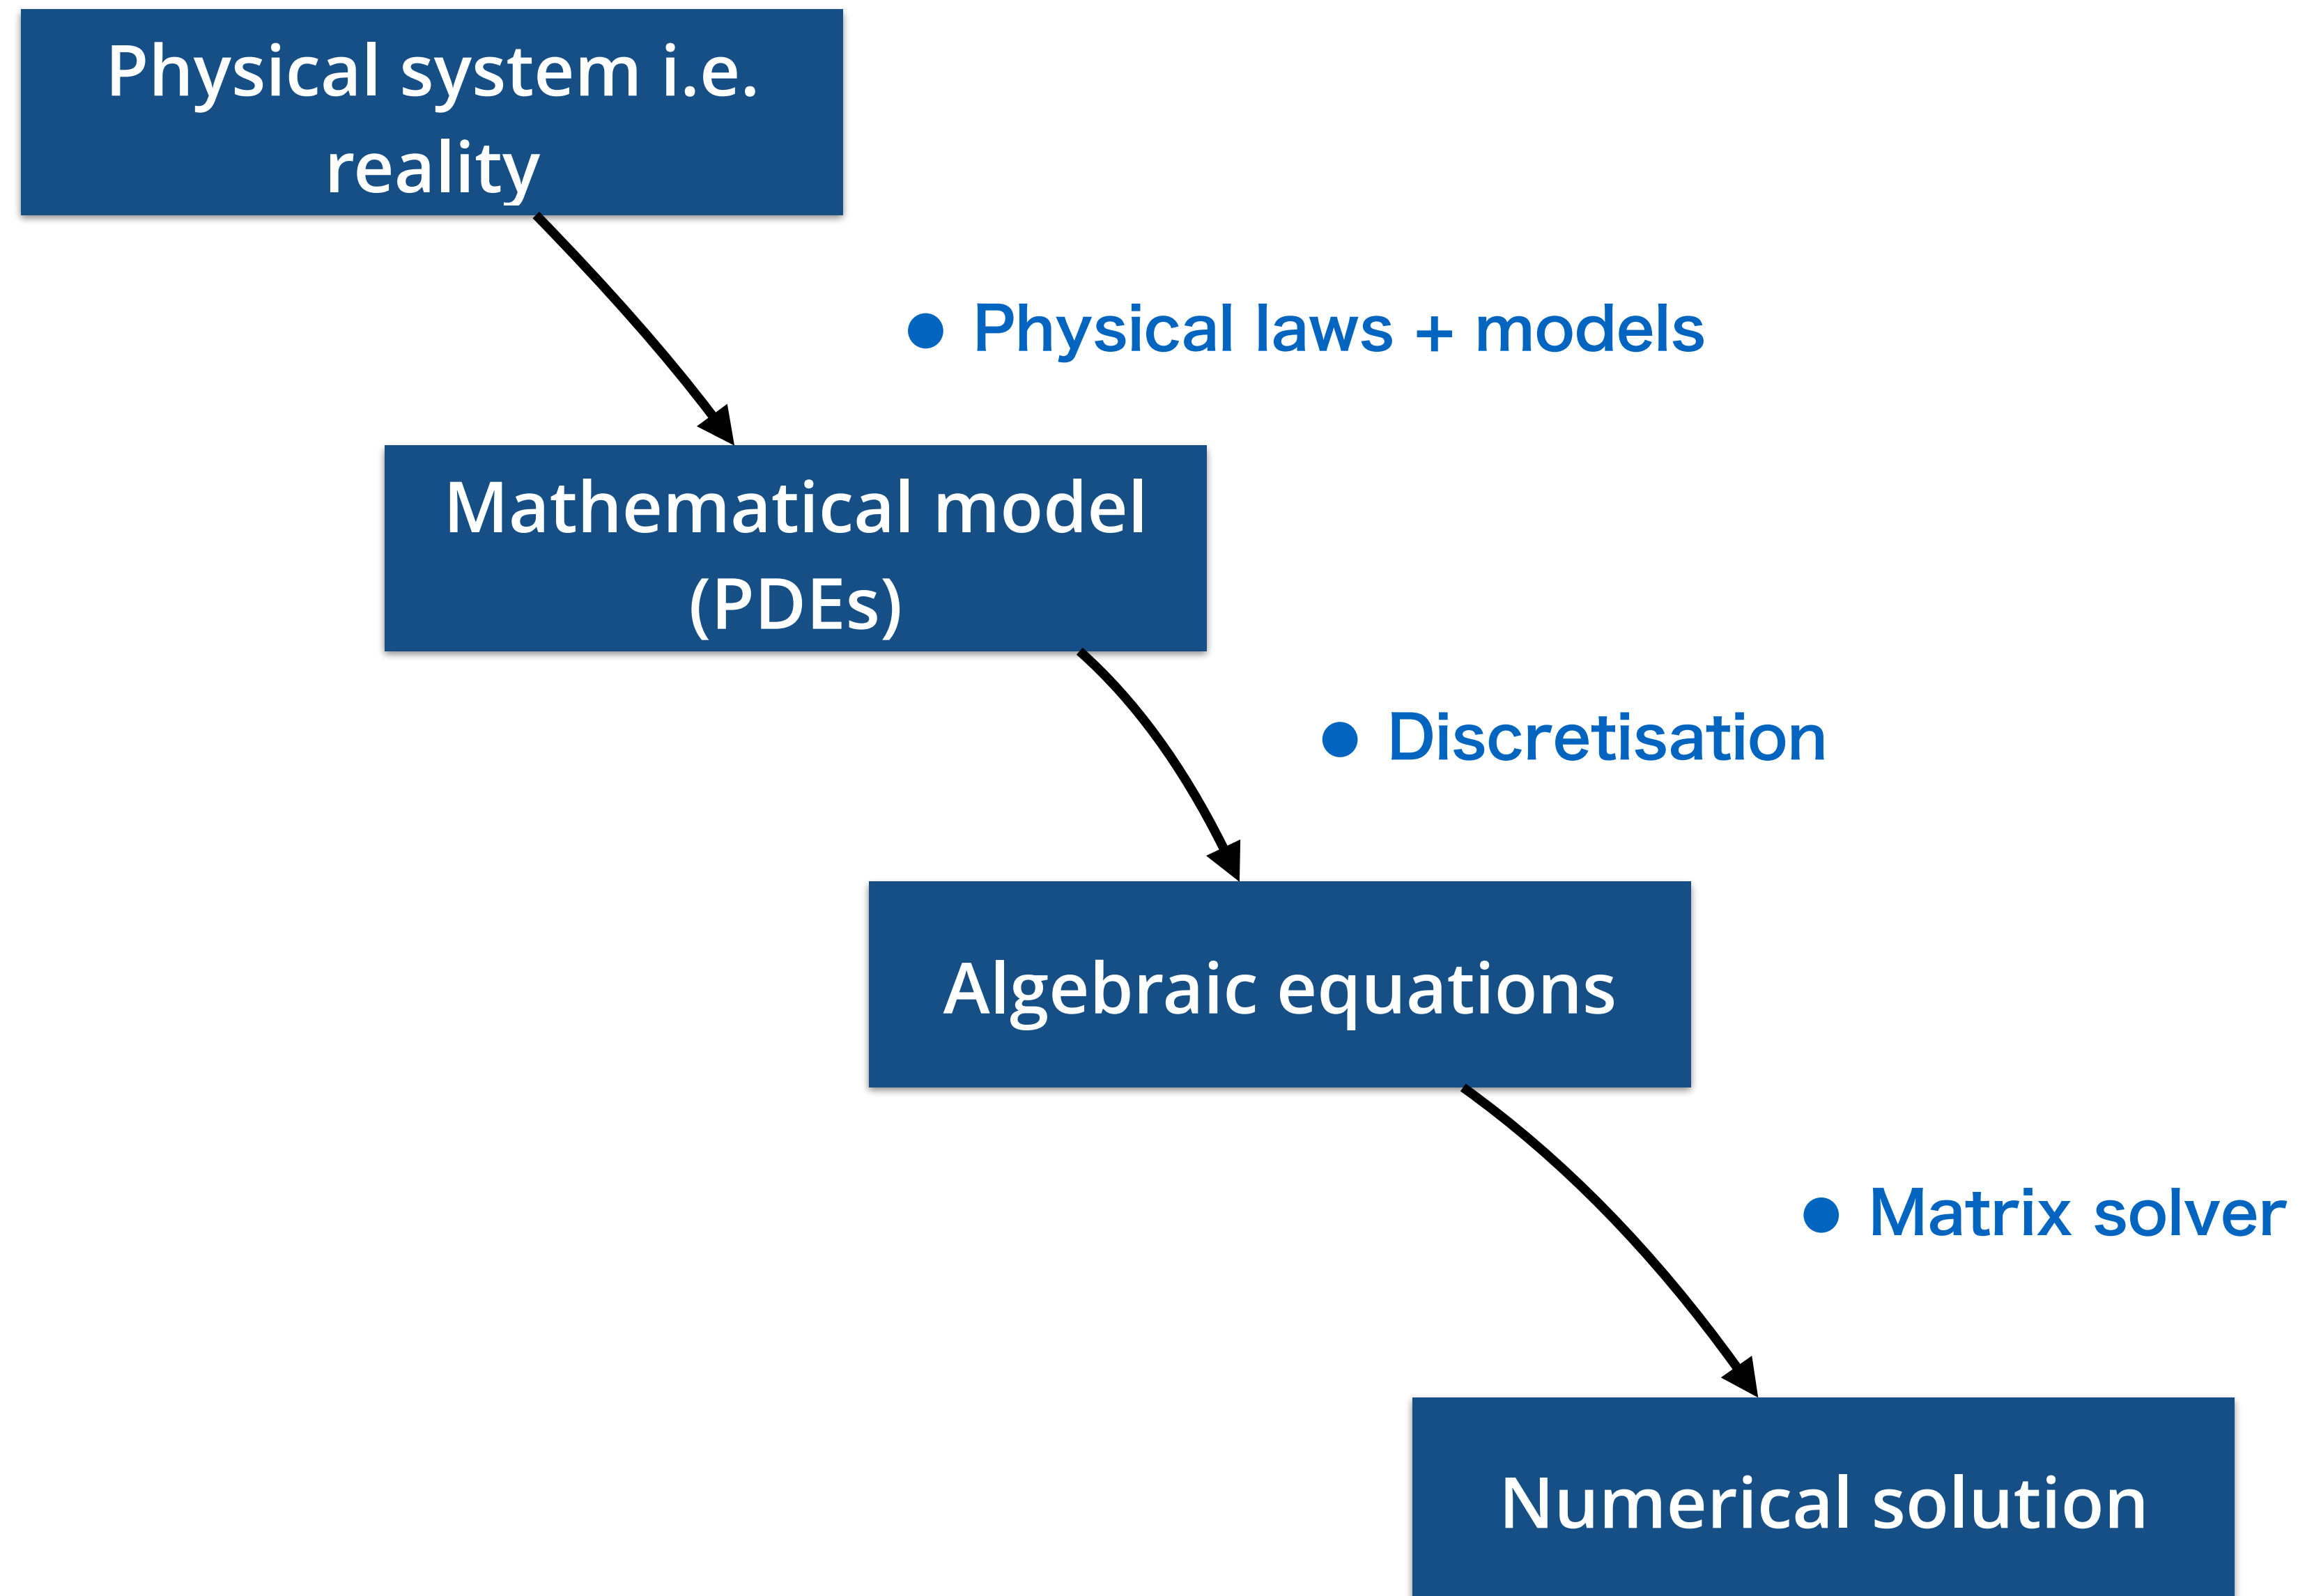 Physical system i.e.
reality
• Physical laws + models
Mathematical model
(PDEs)
• Discretisation
Algebraic equations
• Matrix solver
Numerical solution